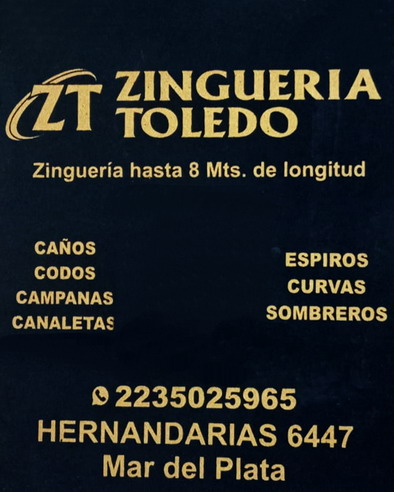 ZT ZINGUERIA
TOLEDO
Zinguería hasta 8 Mts. de longitud
CAÑOS
CODOS
CAMPANAS
CANALETAS
ESPIROS
CURVAS
SOMBREROS
2235025965
HERNANDARIAS 6447
Mar del Plata